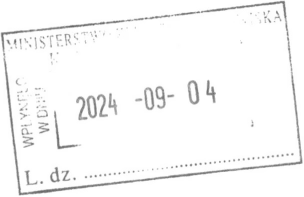 MINISTERSTWO
WPŁYNĘŁO
W DNIU
2024 -09- 04
L. dz. ........................................